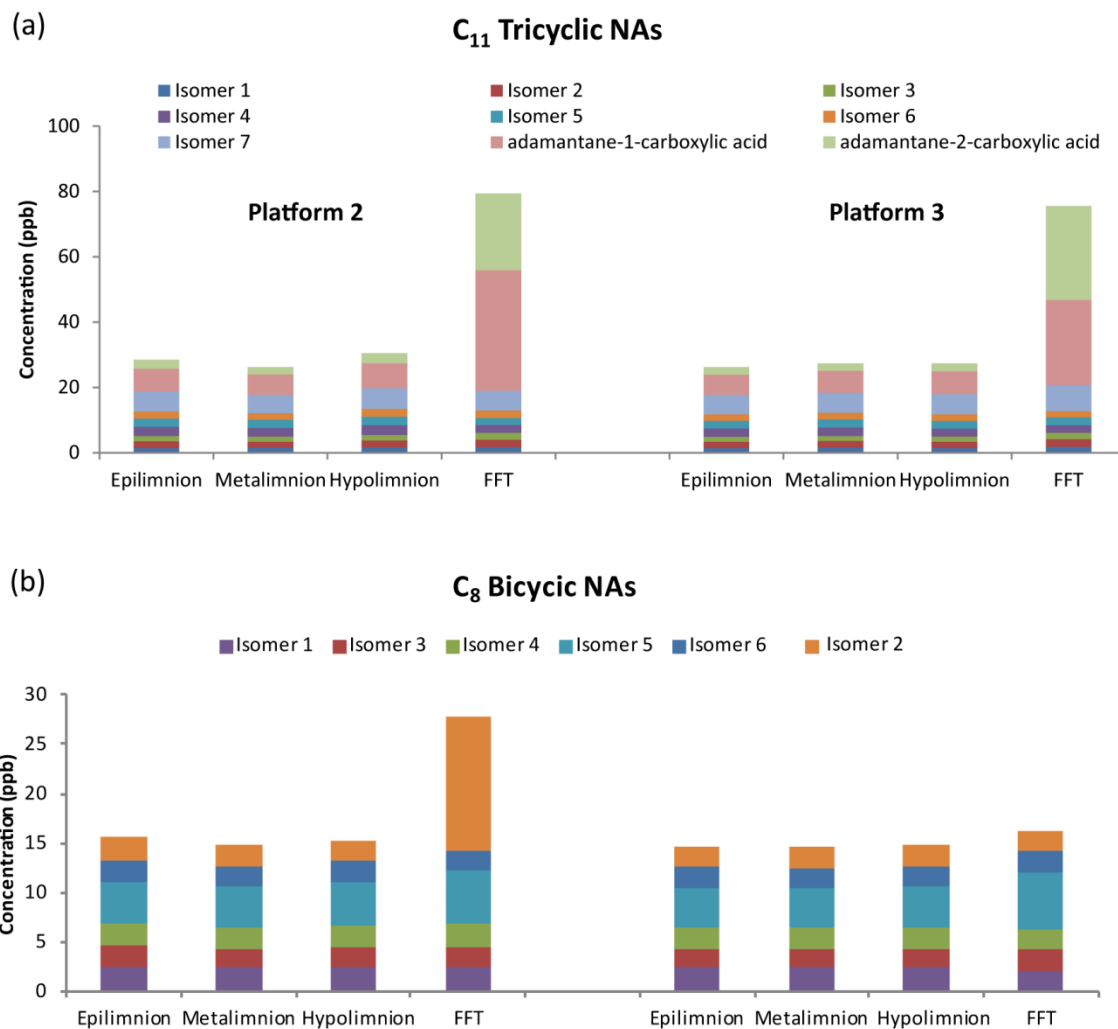 (a)
C₁₁ Tricyclic NAs
Isomer 1 Isomer 2 Isomer 3
Isomer 4 Isomer 5 Isomer 6
Isomer 7 adamantane-1-carboxylic acid adamantane-2-carboxylic acid
Concentration (ppb)
100
80
60
40
20
0
Platform 2 Platform 3
Epilimnion Metalimnion Hypolimnion FFT Epilimnion Metalimnion Hypolimnion FFT
(b)
C₈ Bicycic NAs
Isomer 1 Isomer 3 Isomer 4 Isomer 5 Isomer 6 Isomer 2
Concentration (ppb)
30
25
20
15
10
5
0
Epilimnion Metalimnion Hypolimnion FFT Epilimnion Metalimnion Hypolimnion FFT